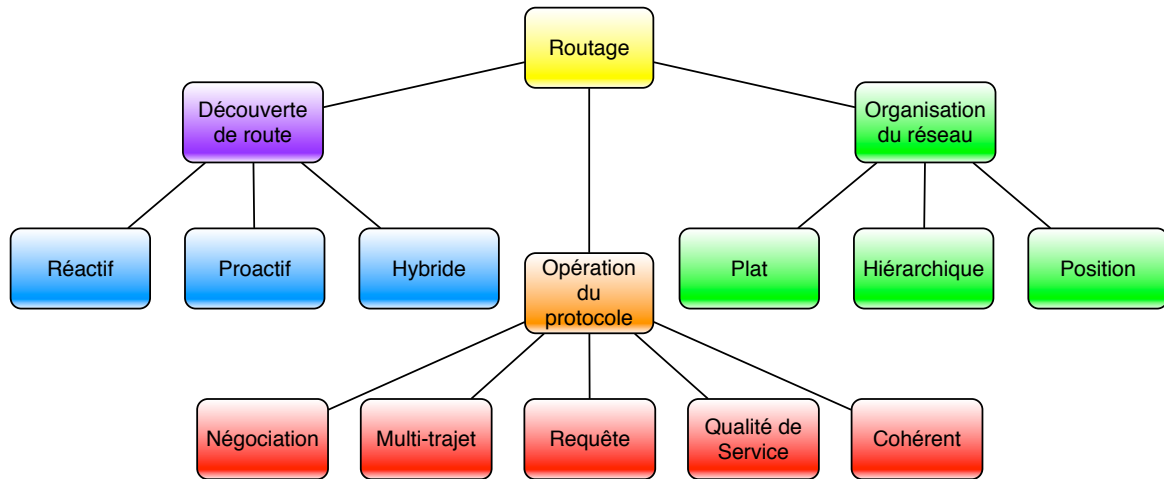 Routage
Découverte
de route
Organisation
du réseau
Réactif
Proactif
Hybride
Opération
du
protocole
Plat
Hiérarchique
Position
Négociation
Multi-trajet
Requête
Qualité de
Service
Cohérent